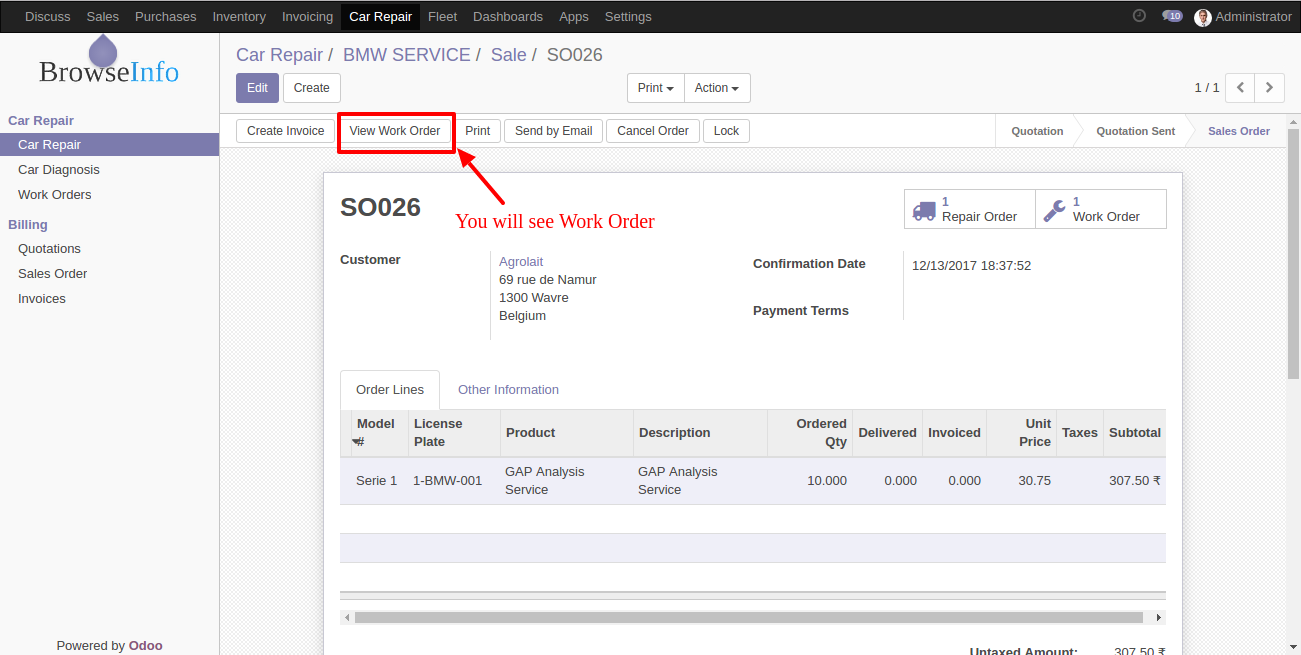 Discuss Sales Purchases Inventory Invoicing Car Repair Fleet Dashboards Apps Settings 10 Administrator
BrowseInfo
Car Repair
Car Repair
Car Diagnosis
Work Orders
Billing
Quotations
Sales Order
Invoices
Powered by Odoo
Car Repair / BMW SERVICE / Sale / SO026
Edit Create Print Action 1 / 1
Create Invoice View Work Order Print Send by Email Cancel Order Lock Quotation Quotation Sent Sales Order
You will see Work Order
SO026
1
Repair Order
1
Work Order
Customer
Agrolait
69 rue de Namur
1300 Wavre
Belgium
Confirmation Date 12/13/2017 18:37:52
Payment Terms
Order Lines Other Information
Model # License Plate Product Description Ordered Qty Delivered Invoiced Unit Price Taxes Subtotal
Serie 1 1-BMW-001 GAP Analysis Service GAP Analysis Service 10.000 0.000 0.000 30.75 307.50 ₹
Untaxed Amount: 307.50 ₹